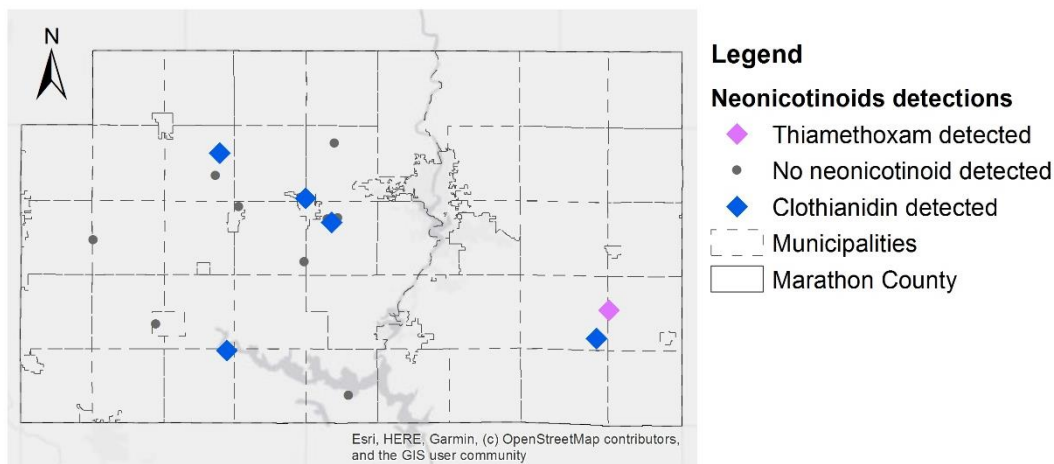 N
Legend
Neonicotinoids detections
Thiamethoxam detected
No neonicotinoid detected
Clothianidin detected
Municipalities
Marathon County
Esri, HERE, Garmin, (c) OpenStreetMap contributors,
and the GIS user community